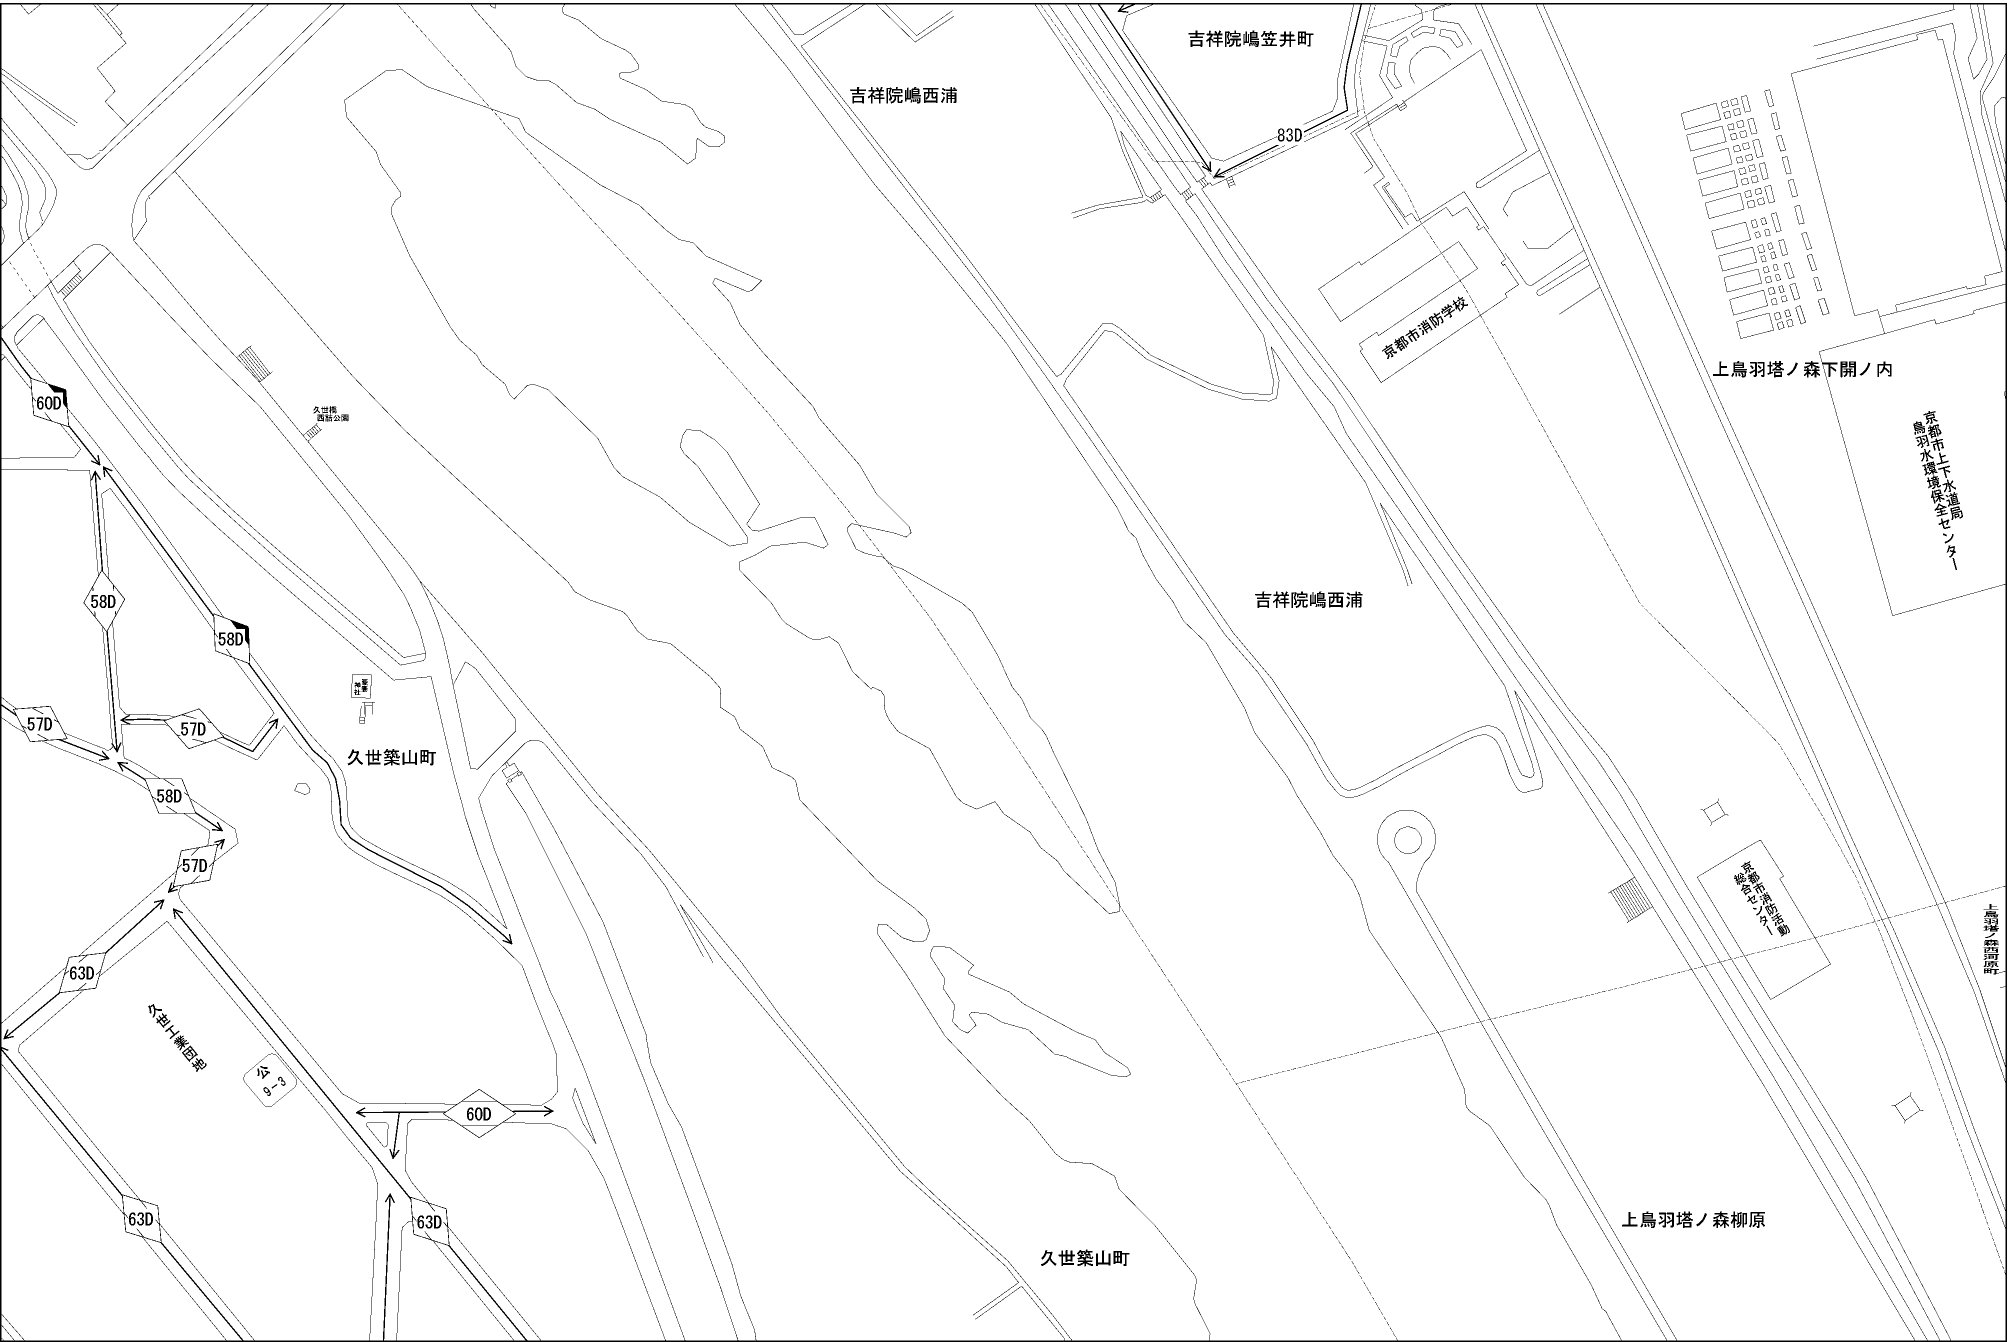 吉祥院嶋笠井町
吉祥院嶋西浦
83D
京都市消防学校
上鳥羽塔ノ森下開ノ内
60D
久世橋
西詰公園
京都市上下水道局
鳥羽水環境保全センター
58D
58D
吉祥院嶋西浦
神社
57D
57D
久世築山町
58D
57D
京都市消防活動
総合センター
上鳥羽塔ノ森西河原町
63D
久世工業団地
公
9-3
60D
63D
63D
上鳥羽塔ノ森柳原
久世築山町